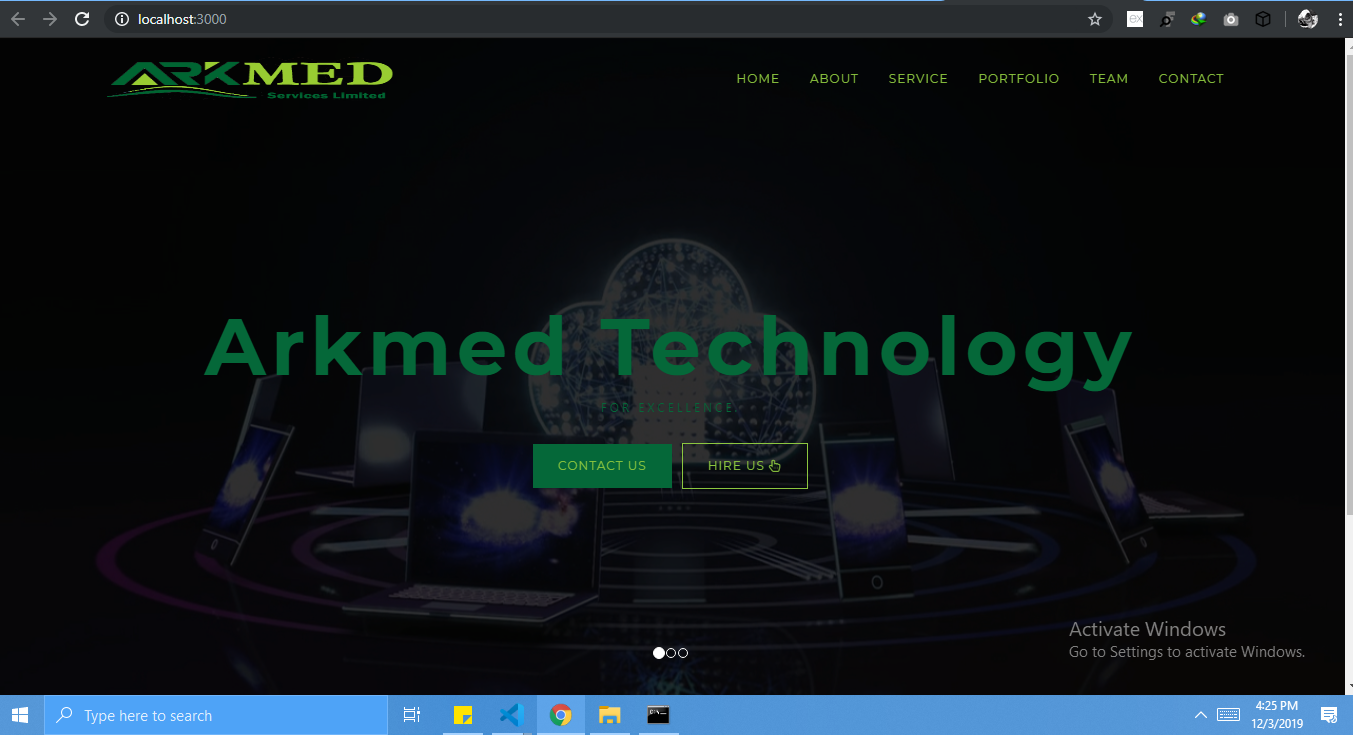 localhost:3000
ex
ARKMED
Services Limited
HOME ABOUT SERVICE PORTFOLIO TEAM CONTACT
Arkmed Technology
FOR EXCELLENCE.
CONTACT US HIRE US
Activate Windows
Go to Settings to activate Windows.
Type here to search
4:25 PM
12/3/2019